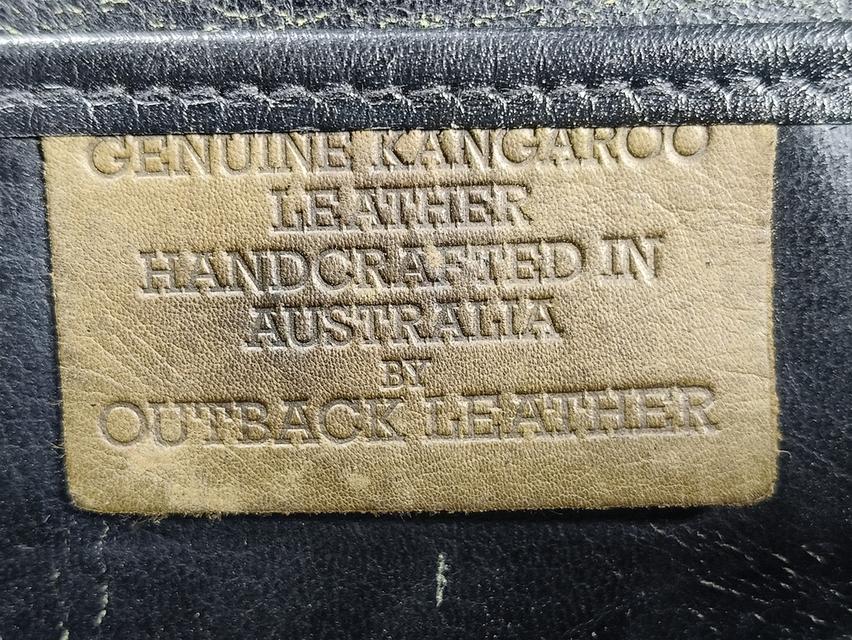 GENUINE KANGAROO
LEATHER
HANDCRAFTED IN
AUSTRALIA
BY
OUTBACK LEATHER